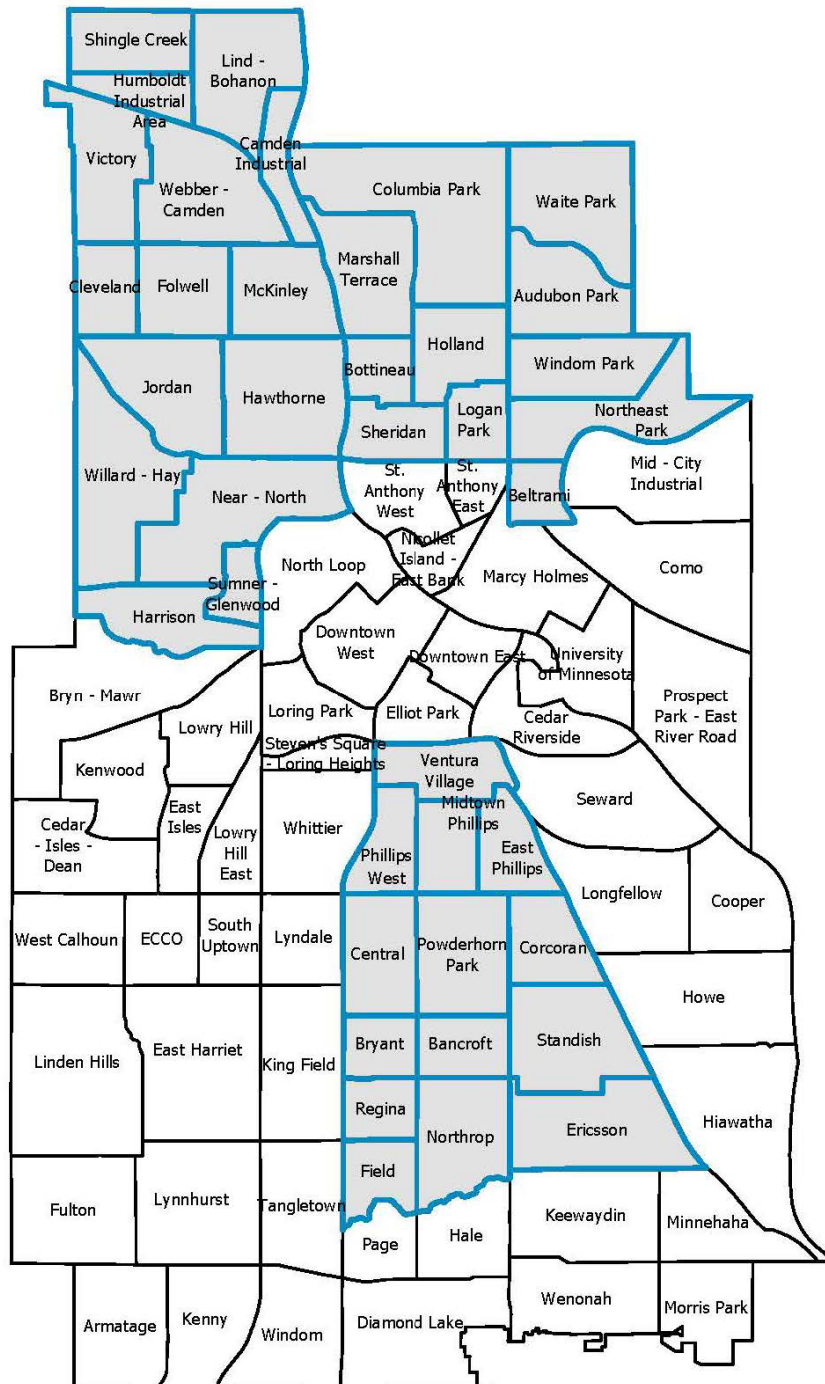 Shingle Creek
Lind -
Bohanon
Humboldt
Industrial
Area
Camden
Industrial
Victory
Webber -
Camden
Columbia Park
Waite Park
Marshall
Terrace
Cleveland
Folwell
McKinley
Audubon Park
Holland
Windom Park
Bottineau
Jordan
Hawthorne
Logan
Park
Northeast
Park
Sheridan
Willard - Hay
Near - North
St.
Anthony
West
St.
Anthony
East
Beltrami
Mid - City
Industrial
Nicollet
Island -
East Bank
North Loop
Marcy Holmes
Como
Sumner -
Glenwood
Harrison
Downtown
West
Downtown East
University
of Minnesota
Bryn - Mawr
Prospect
Park - East
River Road
Lowry Hill
Loring Park
Elliot Park
Cedar
Riverside
Steven's Square
- Loring Heights
Kenwood
Ventura
Village
Seward
Midtown
Phillips
Cedar
- Isles -
Dean
East
Isles
Lowry
Hill
East
Whittier
Phillips
West
East
Phillips
Longfellow
Cooper
West Calhoun
ECCO
South
Uptown
Lyndale
Central
Powderhorn
Park
Corcoran
Howe
Linden Hills
East Harriet
King Field
Bryant
Bancroft
Standish
Regina
Northrop
Ericsson
Hiawatha
Field
Fulton
Lynnhurst
Tangletown
Keewaydin
Minnehaha
Page
Hale
Wenonah
Morris Park
Armatage
Kenny
Windom
Diamond Lake